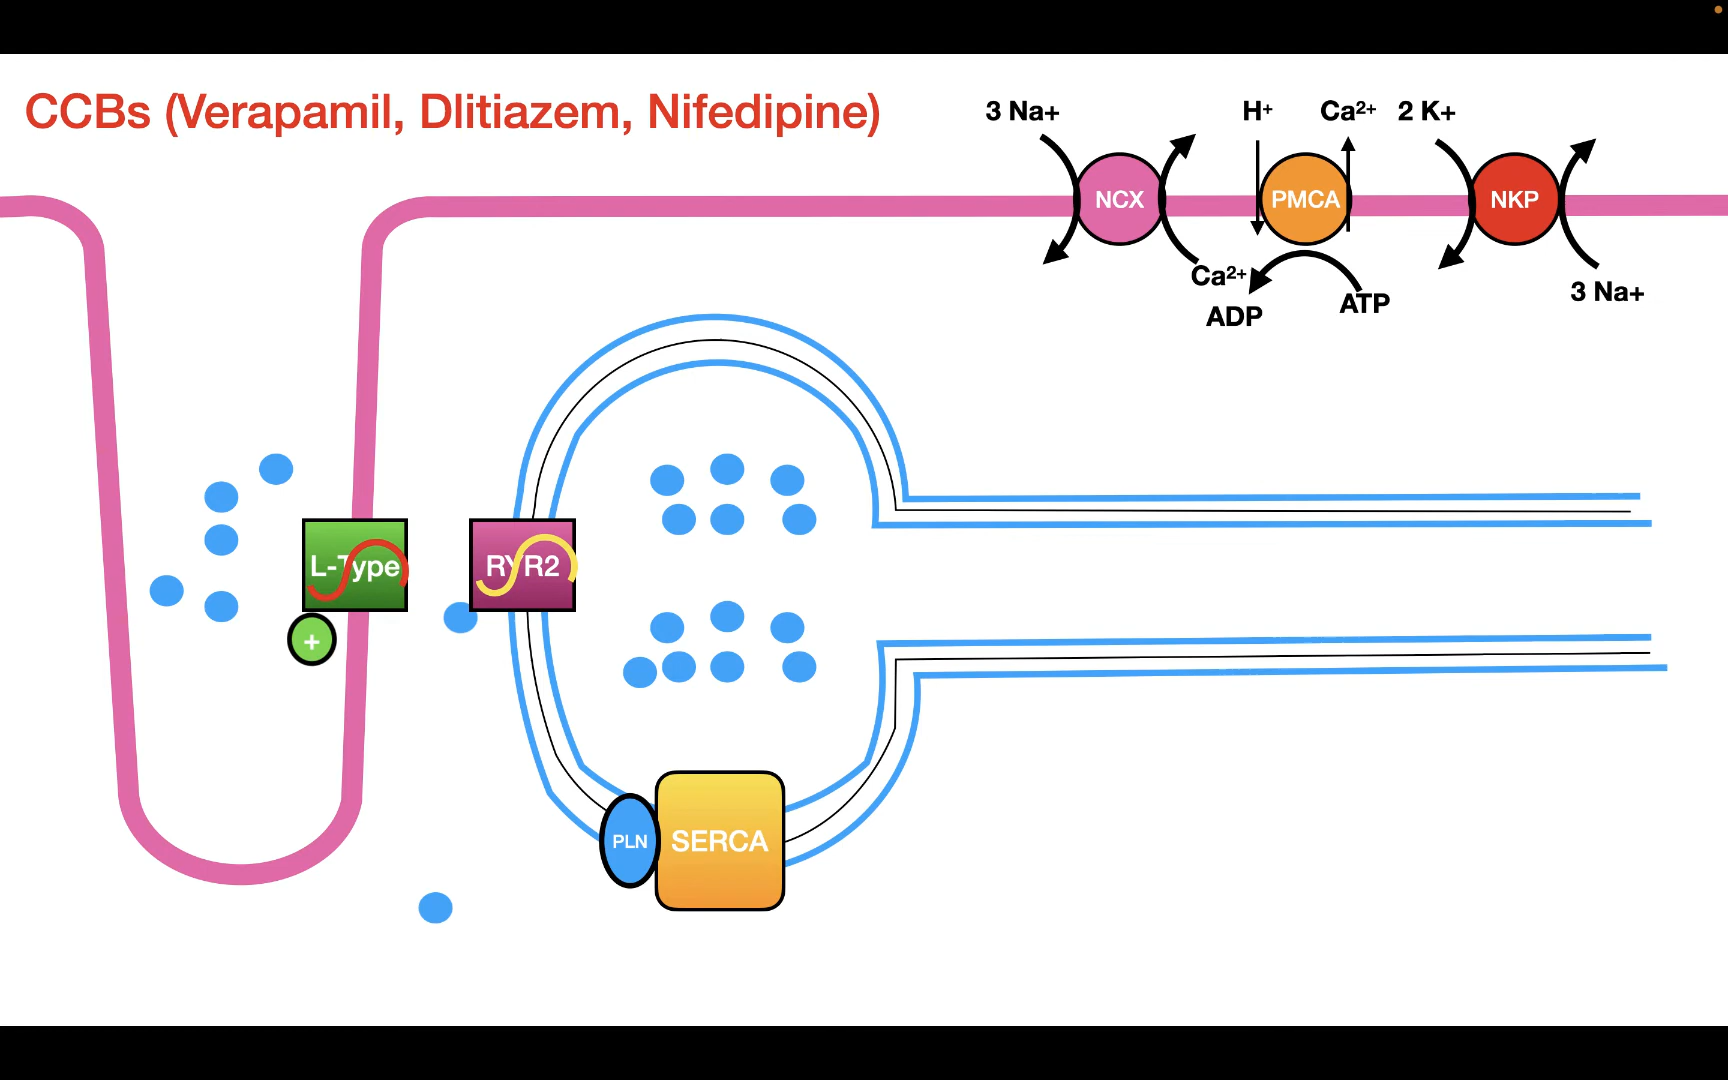 CCBs (Verapamil, Dlitiazem, Nifedipine)
3 Na+
H+
Ca2+
2 K+
NCX
PMCA
NKP
Ca2+
ADP
ATP
3 Na+
L-Type
RYR2
+
PLN
SERCA